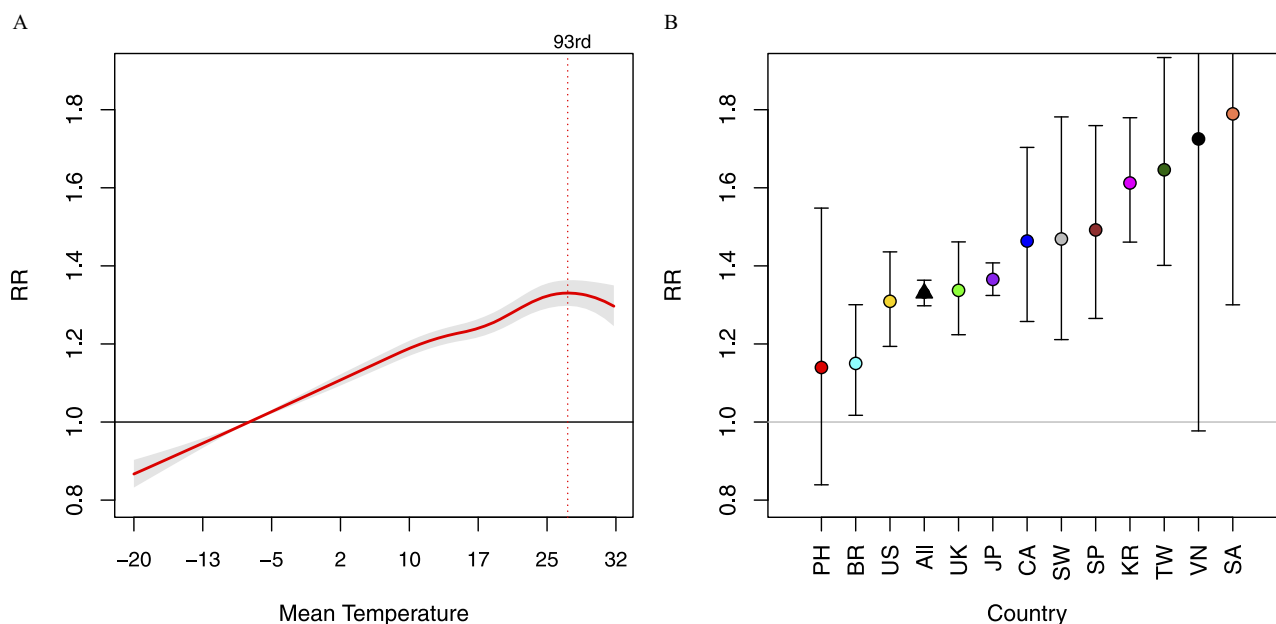 A
93rd
RR
1.8
1.6
1.4
1.2
1.0
0.8
−20 −13 −5 2 10 17 25 32
Mean Temperature
B
RR
1.8
1.6
1.4
1.2
1.0
0.8
PH BR US All UK JP CA SW SP KR TW VN SA
Country